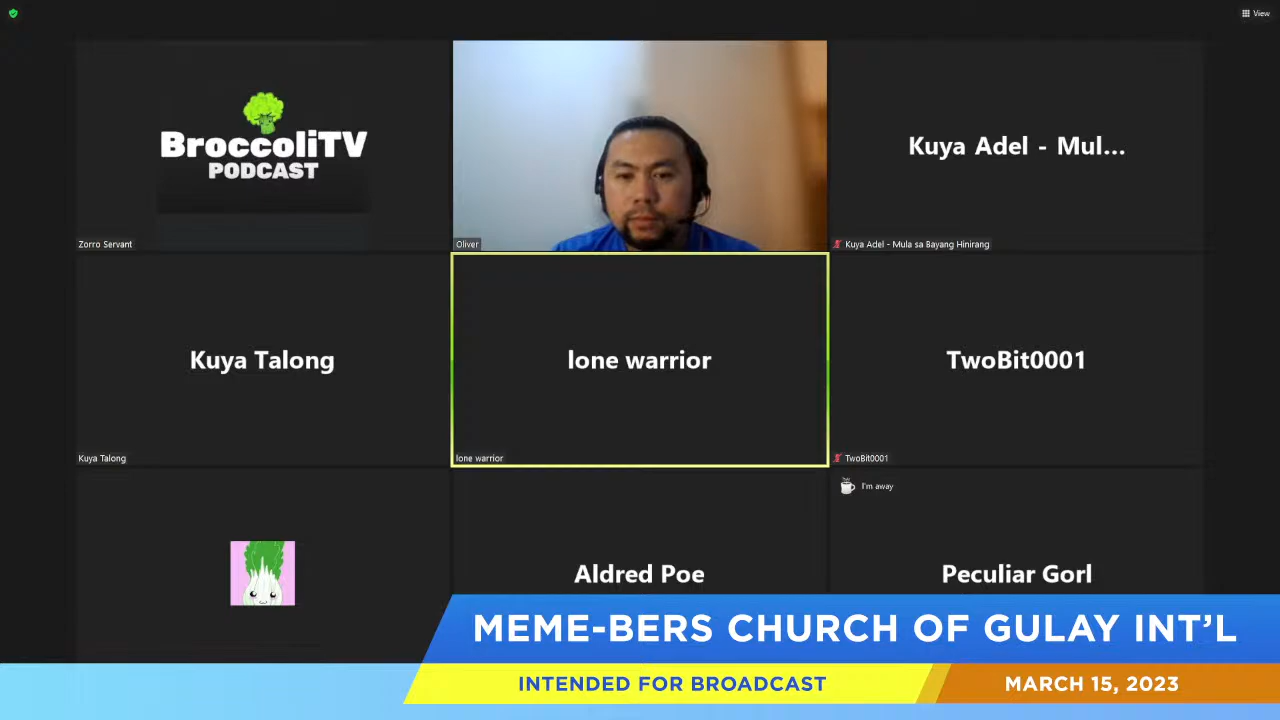 View
BroccoliTV
PODCAST
Zorro Servant
Oliver
Kuya Adel - Mul...
Kuya Adel - Mula sa Bayang Hinirang
Kuya Talong
Kuya Talong
lone warrior
lone warrior
TwoBit0001
TwoBit0001
I'm away
Aldred Poe
Peculiar Gorl
MEME-BERS CHURCH OF GULAY INT'L
INTENDED FOR BROADCAST
MARCH 15, 2023